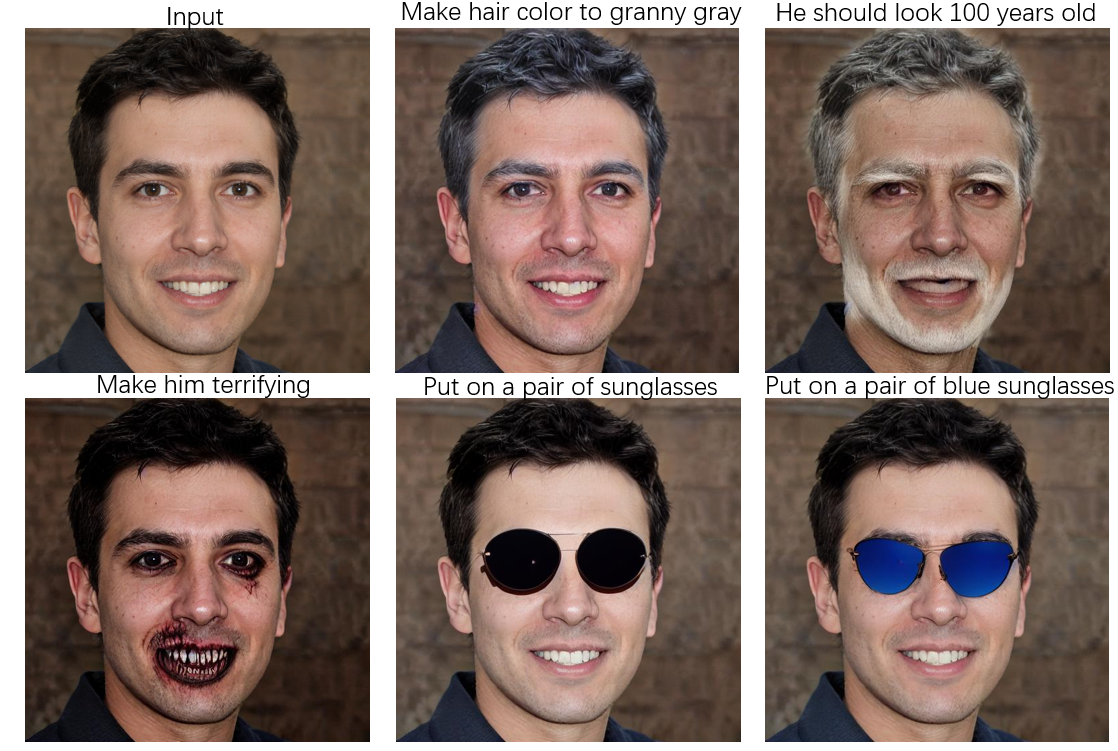 Input
Make hair color to granny gray
He should look 100 years old
Make him terrifying
Put on a pair of sunglasses
Put on a pair of blue sunglasses